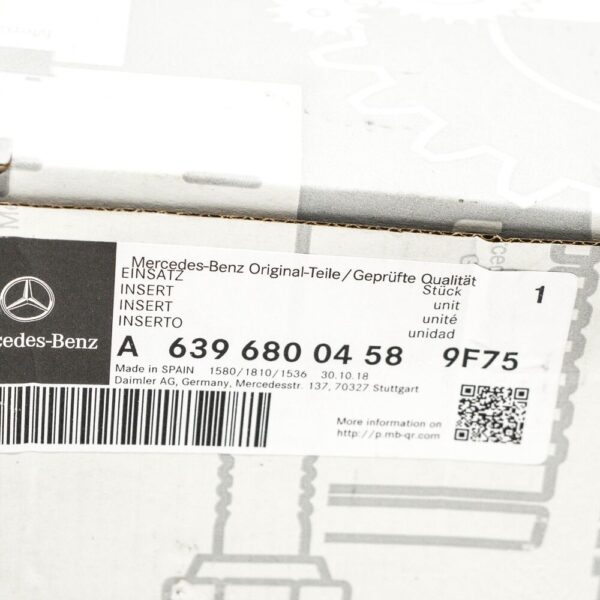 Mercedes-Benz Original-Teile/Geprüfte Qualität
EINSATZ Stück 1
INSERT unit
INSERT unité
INSERTO unidad
cedes-Benz
A 639 680 04 58 9F75
Made in SPAIN 1580/1810/1536 30.10.18
Daimler AG, Germany, Mercedesstr. 137, 70327 Stuttgart
More information on
http://p.mb-qr.com